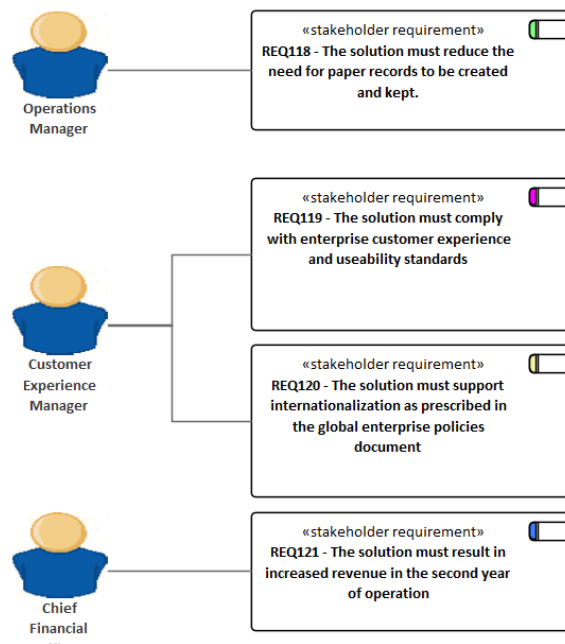 «stakeholder requirement»
REQ118 - The solution must reduce the
need for paper records to be created
and kept.
Operations
Manager
«stakeholder requirement»
REQ119 - The solution must comply
with enterprise customer experience
and useability standards
Customer
Experience
Manager
«stakeholder requirement»
REQ120 - The solution must support
internationalization as prescribed in
the global enterprise policies
document
«stakeholder requirement»
REQ121 - The solution must result in
increased revenue in the second year
of operation
Chief
Financial